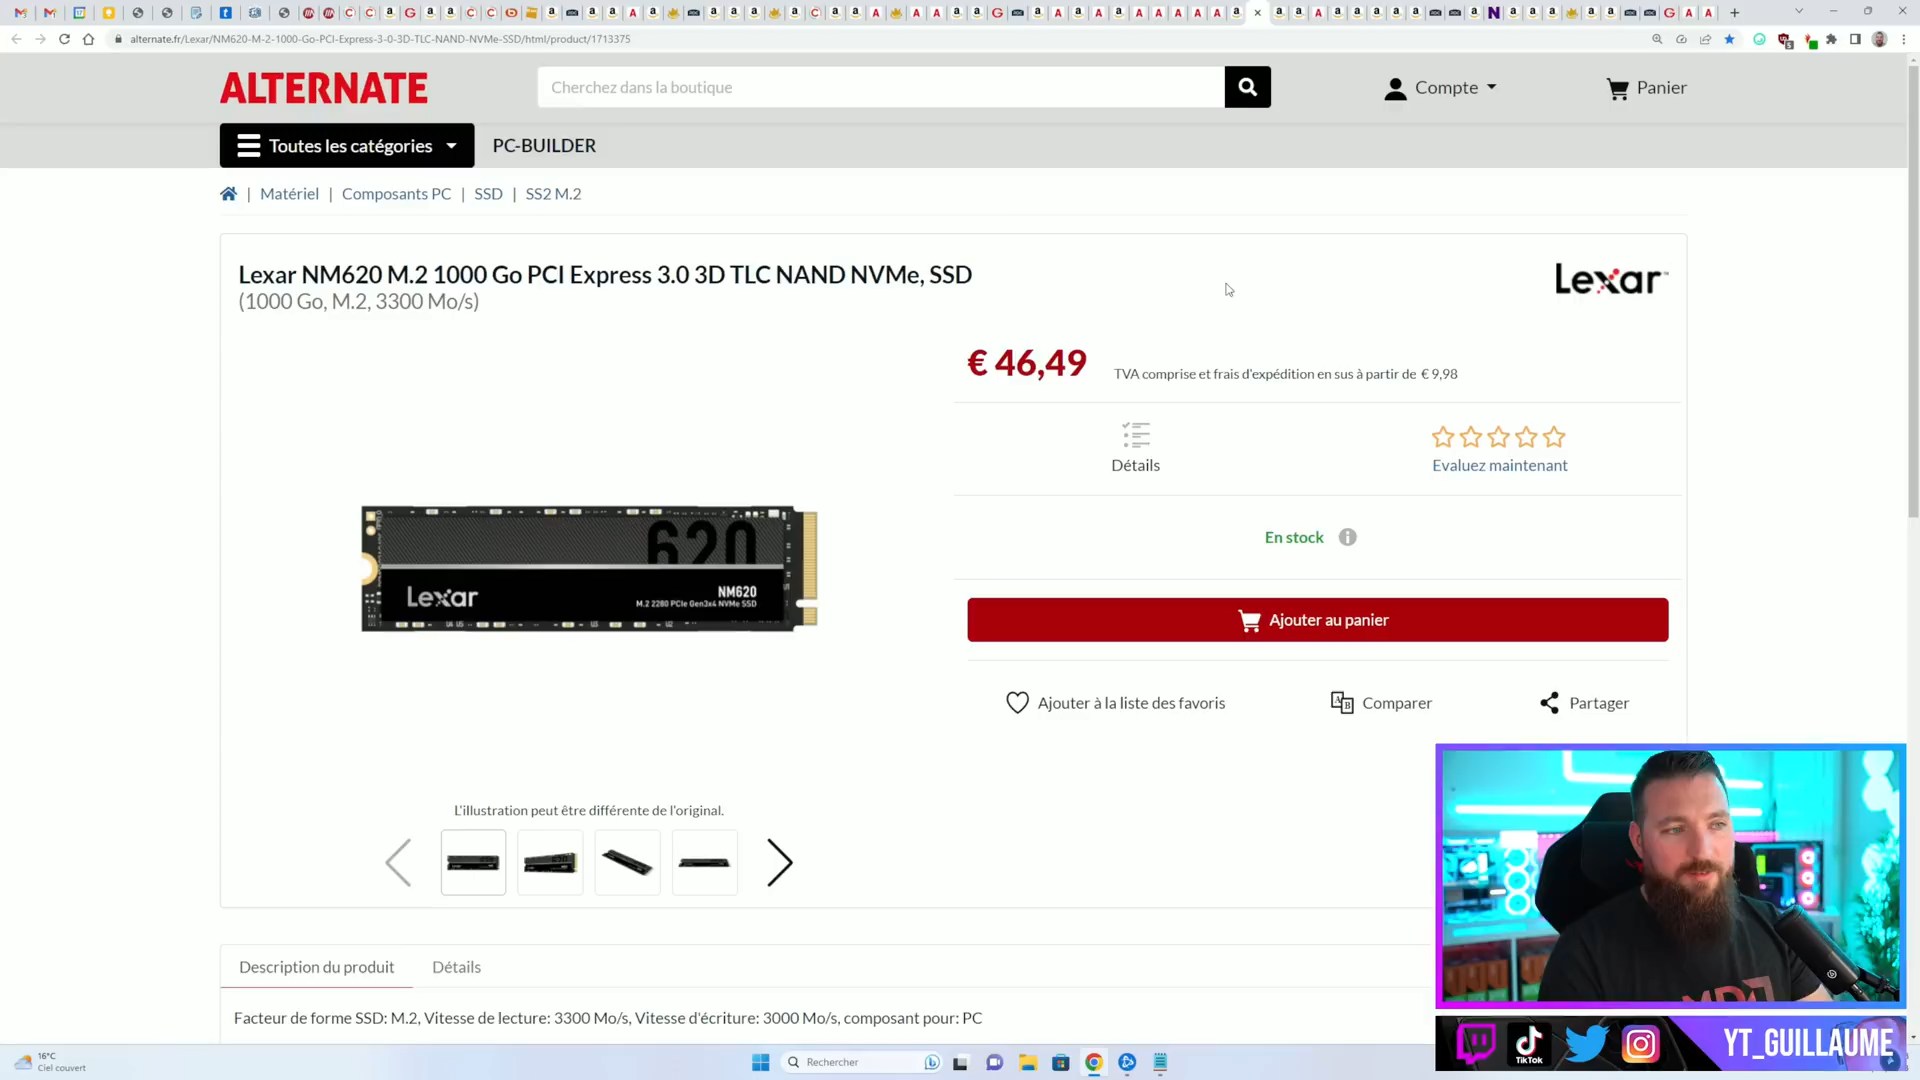 alternate.fr/Lexar/NM620-M-2-1000-Go-PCI-Express-3-0-3D-TLC-NAND-NVMe-SSD/html/product/1713375
ALTERNATE
Cherchez dans la boutique
Compte
Panier
Toutes les catégories
PC-BUILDER
| Matériel | Composants PC | SSD | SS2 M.2
Lexar NM620 M.2 1000 Go PCI Express 3.0 3D TLC NAND NVMe, SSD
(1000 Go, M.2, 3300 Mo/s)
Lexar
€ 46,49
TVA comprise et frais d'expédition en sus à partir de € 9,98
Détails
Evaluez maintenant
En stock
620
Lexar
NM620
M.2 2280 PCIe Gen3x4 NVMe SSD
Ajouter au panier
Ajouter à la liste des favoris
Comparer
Partager
L'illustration peut être différente de l'original.
Description du produit
Détails
Facteur de forme SSD: M.2, Vitesse de lecture: 3300 Mo/s, Vitesse d'écriture: 3000 Mo/s, composant pour: PC
TikTok
YT_GUILLAUME
16°C
Ciel couvert
Rechercher